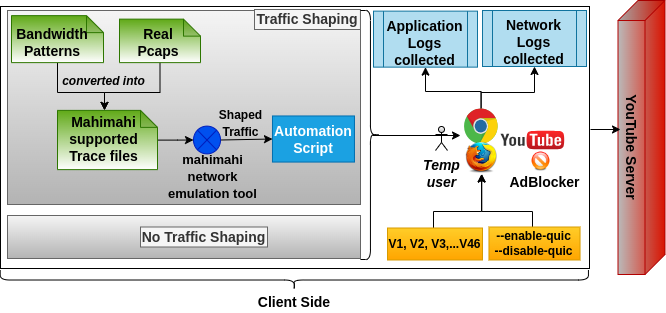 Traffic Shaping
Bandwidth
Patterns
Real
Pcaps
converted into
Mahimahi
supported
Trace files
mahimahi
network
emulation tool
Shaped
Traffic
Automation
Script
No Traffic Shaping
Application
Logs
collected
Network
Logs
collected
Temp
user
YouTube
AdBlocker
V1, V2, V3,...V46
--enable-quic
--disable-quic
YouTube Server
Client Side